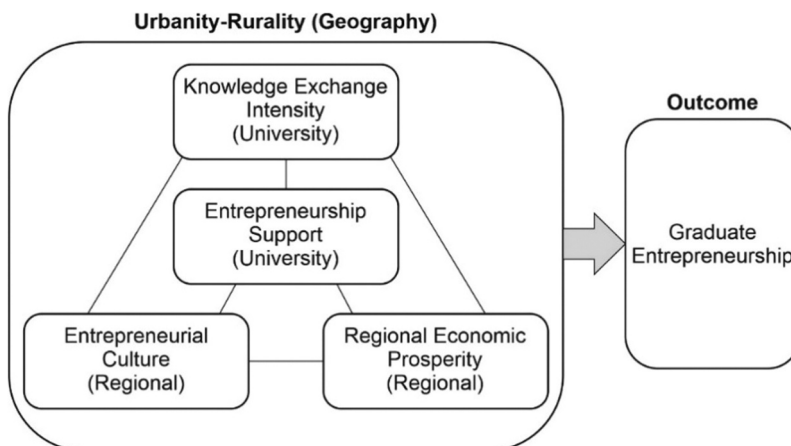 Urbanity-Rurality (Geography)
Knowledge Exchange
Intensity
(University)
Entrepreneurship
Support
(University)
Entrepreneurial
Culture
(Regional)
Regional Economic
Prosperity
(Regional)
Outcome
Graduate
Entrepreneurship